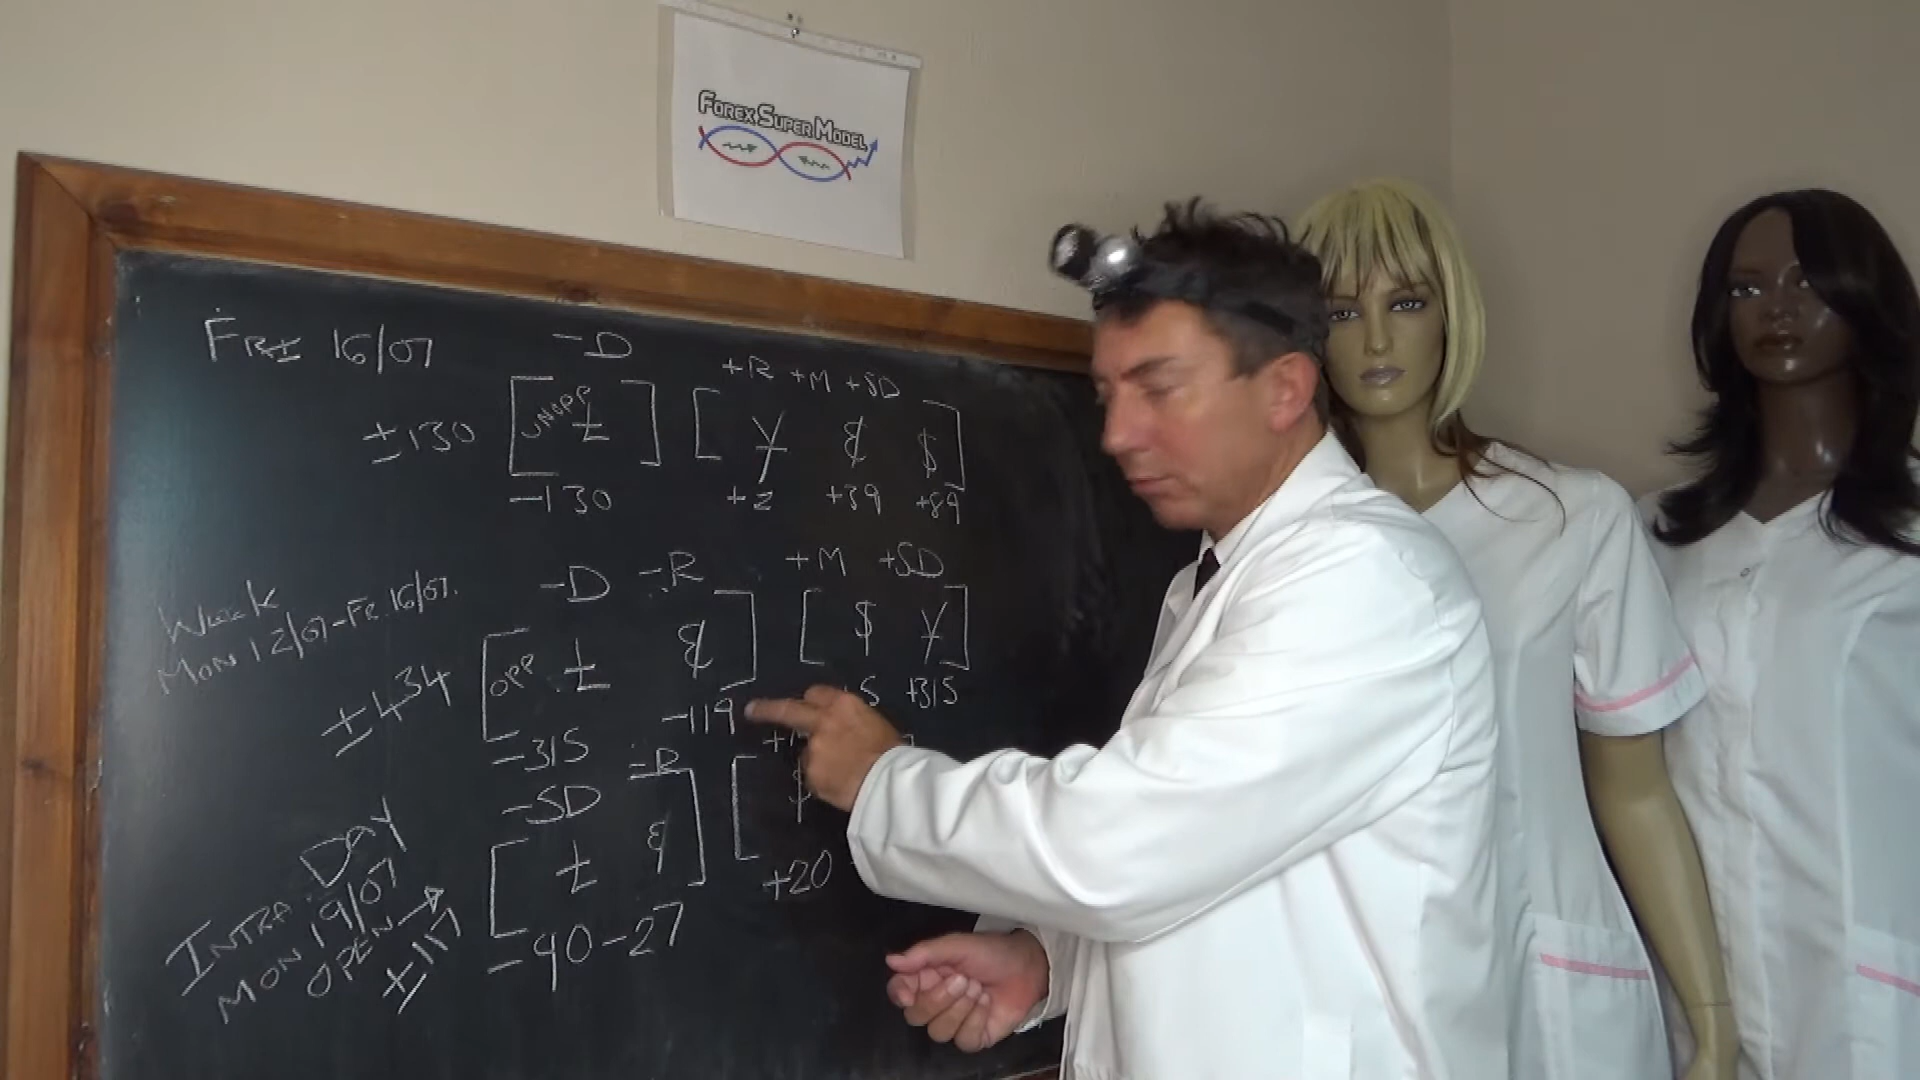 FOREX SUPER MODEL
FRI 16/07 -D +R +M +SD
±130 [UNOPP £] [¥ € $]
-130 +2 +39 +89
-D -R +M +SD
WEEK
MON 12/07-FR 16/07.
±434 [OPP. £ €] [$ ¥]
-315 -119 +315
-SD -R
INTRA DAY
MON 19/07
OPEN→
±117 [£ €] [$
-90-27 +20